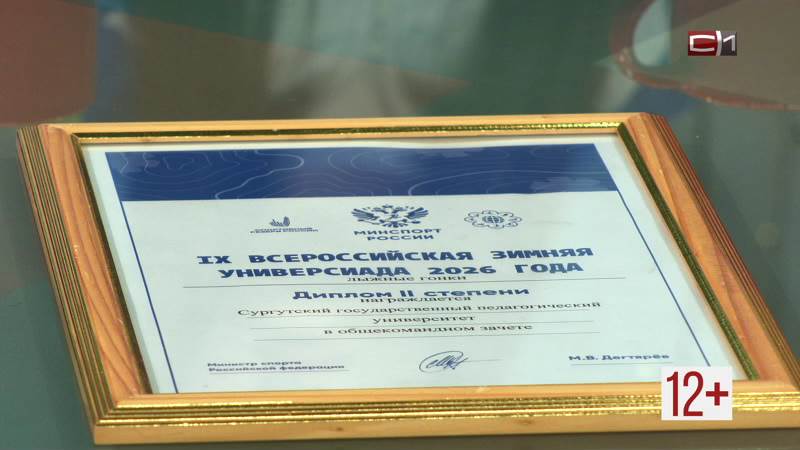 С1
МИНСПОРТ
РОССИИ
IX ВСЕРОССИЙСКАЯ ЗИМНЯЯ
УНИВЕРСИАДА 2026 ГОДА
лыжные гонки
Диплом II степени
награждается
Сургутский государственный педагогический
университет
в общекомандном зачете
Министр спорта
Российской федерации
М.В. Дегтярёв
12+